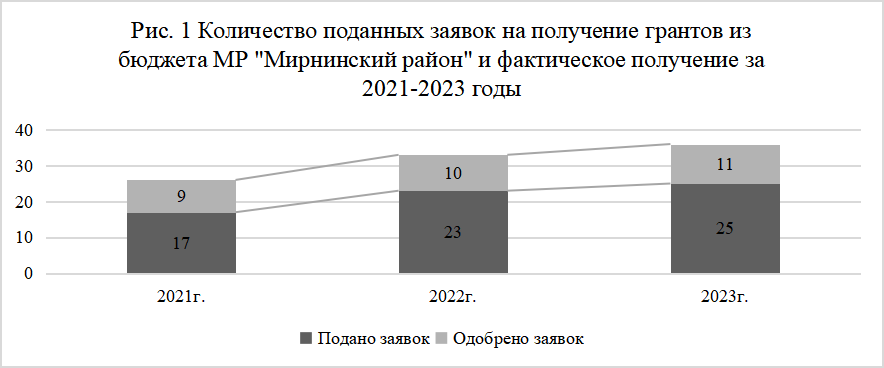 Рис. 1 Количество поданных заявок на получение грантов из
бюджета МР "Мирнинский район" и фактическое получение за
2021-2023 годы
40
30
20
10
0
9
17
10
23
11
25
2021г.
2022г.
2023г.
Подано заявок
Одобрено заявок